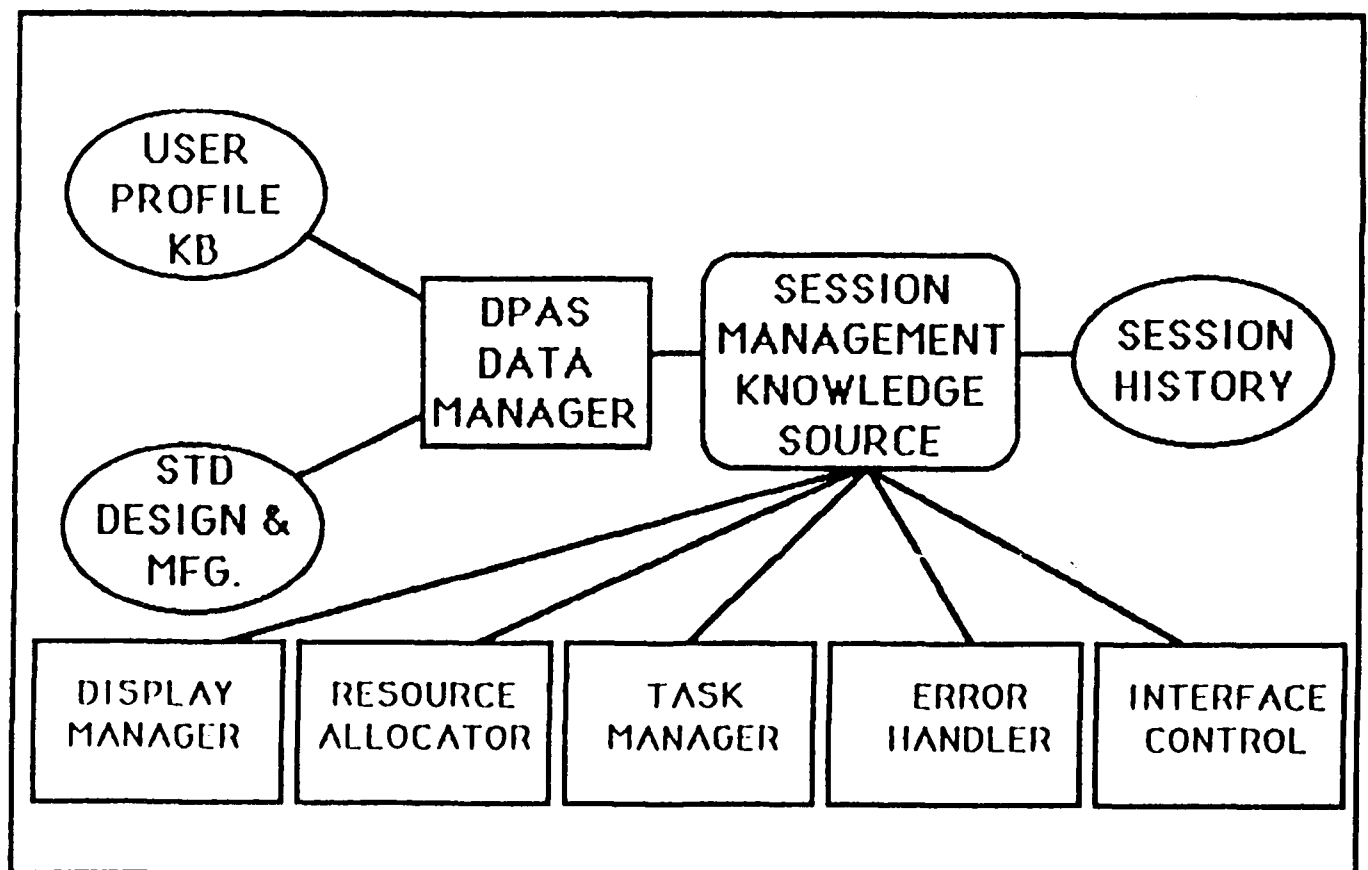 USER
PROFILE
KB
DPAS
DATA
MANAGER
SESSION
MANAGEMENT
KNOWLEDGE
SOURCE
SESSION
HISTORY
STD
DESIGN &
MFG.
DISPLAY
MANAGER
RESOURCE
ALLOCATOR
TASK
MANAGER
ERROR
HANDLER
INTERFACE
CONTROL